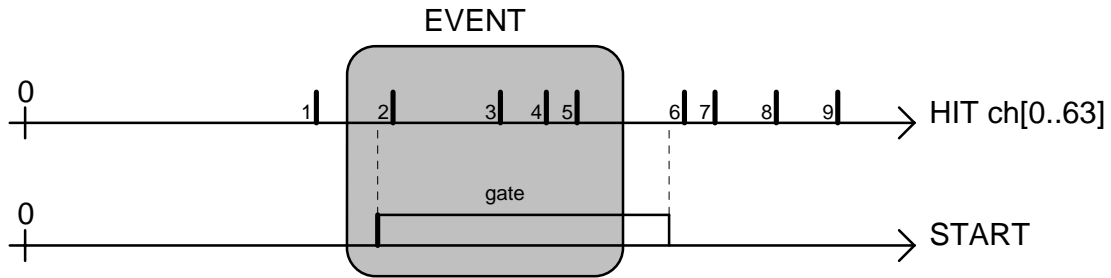 EVENT
0
1 2 3 4 5 6 7 8 9
HIT ch[0..63]
gate
0
START